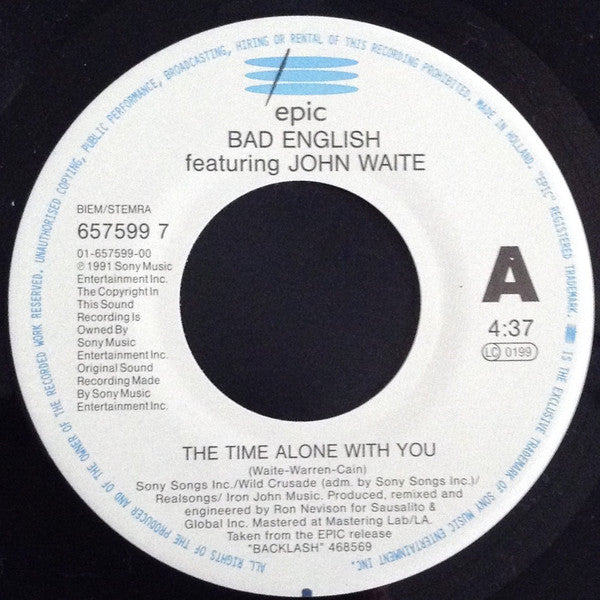 epic
BAD ENGLISH
featuring JOHN WAITE
BIEM/STEMRA
657599 7
01-657599-00
℗ 1991 Sony Music
Entertainment Inc.
The Copyright In
This Sound
Recording Is
Owned By
Sony Music
Entertainment Inc.
Original Sound
Recording Made
By Sony Music
Entertainment Inc.
A
4:37
LC 0199
THE TIME ALONE WITH YOU
(Waite-Warren-Cain)
Sony Songs Inc./Wild Crusade (adm. by Sony Songs Inc.)/
Realsongs/ Iron John Music. Produced, remixed and
engineered by Ron Nevison for Sausalito &
Global Inc. Mastered at Mastering Lab/LA.
Taken from the EPIC release
"BACKLASH" 468569
ALL RIGHTS OF THE PRODUCER AND OF THE OWNER OF THE RECORDED WORK RESERVED. UNAUTHORISED COPYING, PUBLIC PERFORMANCE, BROADCASTING, HIRING OR RENTAL OF THIS RECORDING PROHIBITED. MADE IN HOLLAND. "EPIC" REGISTERED TRADEMARK. IS THE EXCLUSIVE TRADEMARK OF SONY MUSIC ENTERTAINMENT INC.